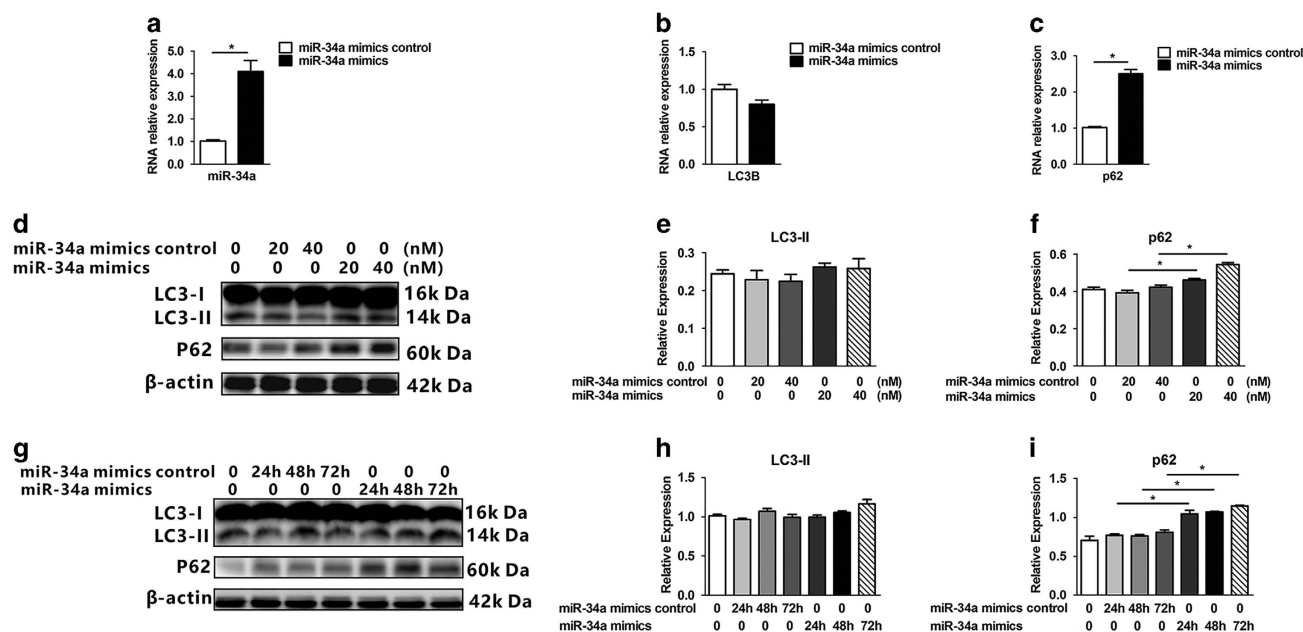 a
b
c
*
miR-34a mimics control
miR-34a mimics
RNA relative expression
5.0
4.0
3.0
2.0
1.0
0.0
miR-34a
miR-34a mimics control
miR-34a mimics
RNA relative expression
1.5
1.0
0.5
0.0
LC3B
*
miR-34a mimics control
miR-34a mimics
RNA relative expression
3.0
2.0
1.0
0.0
p62
d
miR-34a mimics control 0 20 40 0 0 (nM)
miR-34a mimics 0 0 0 20 40 (nM)
LC3-I 16k Da
LC3-II 14k Da
P62 60k Da
β-actin 42k Da
e
LC3-II
Relative Expression
0.3
0.2
0.1
0.0
miR-34a mimics control 0 20 40 0 0 (nM)
miR-34a mimics 0 0 0 20 40 (nM)
f
p62
*
*
Relative Expression
0.6
0.4
0.2
0.0
miR-34a mimics control 0 20 40 0 0 (nM)
miR-34a mimics 0 0 0 20 40 (nM)
g
miR-34a mimics control 0 24h 48h 72h 0 0 0
miR-34a mimics 0 0 0 0 24h 48h 72h
LC3-I 16k Da
LC3-II 14k Da
P62 60k Da
β-actin 42k Da
h
LC3-II
Relative Expression
1.5
1.0
0.5
0.0
miR-34a mimics control 0 24h 48h 72h 0 0 0
miR-34a mimics 0 0 0 0 24h 48h 72h
i
p62
*
*
*
Relative Expression
1.5
1.0
0.5
0.0
miR-34a mimics control 0 24h 48h 72h 0 0 0
miR-34a mimics 0 0 0 0 24h 48h 72h